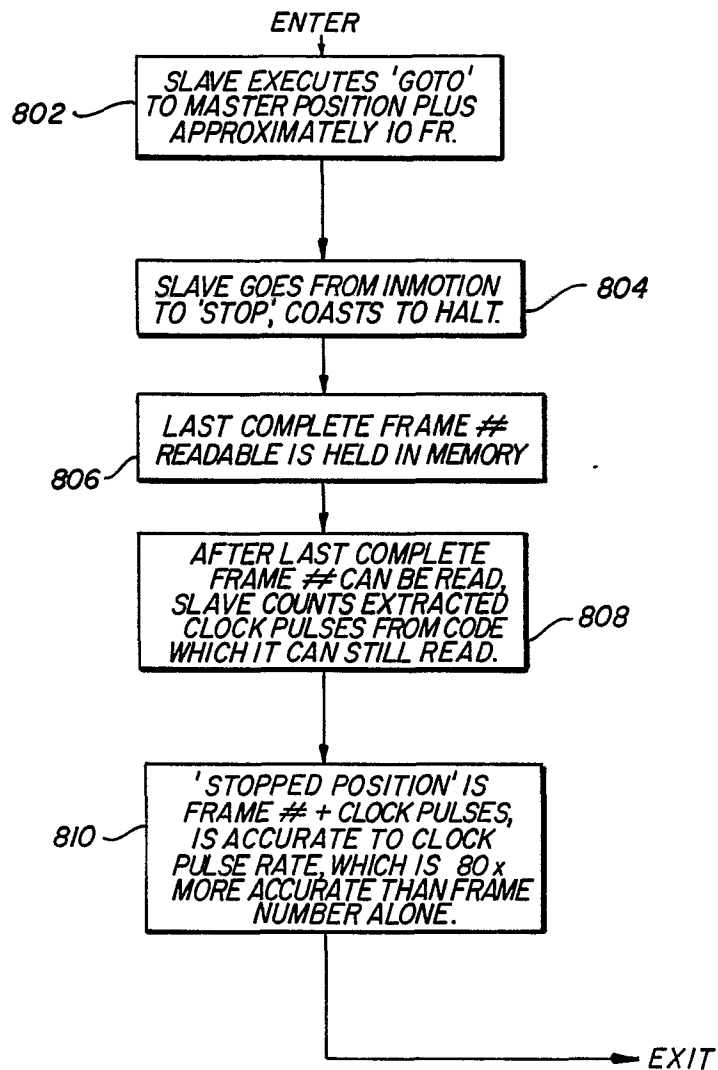 ENTER
802
SLAVE EXECUTES 'GOTO'
TO MASTER POSITION PLUS
APPROXIMATELY 10 FR.
SLAVE GOES FROM INMOTION
TO 'STOP,' COASTS TO HALT.
804
LAST COMPLETE FRAME #
READABLE IS HELD IN MEMORY
806
AFTER LAST COMPLETE
FRAME # CAN BE READ,
SLAVE COUNTS EXTRACTED
CLOCK PULSES FROM CODE
WHICH IT CAN STILL READ.
808
810
'STOPPED POSITION' IS
FRAME # + CLOCK PULSES,
IS ACCURATE TO CLOCK
PULSE RATE, WHICH IS 80 x
MORE ACCURATE THAN FRAME
NUMBER ALONE.
EXIT